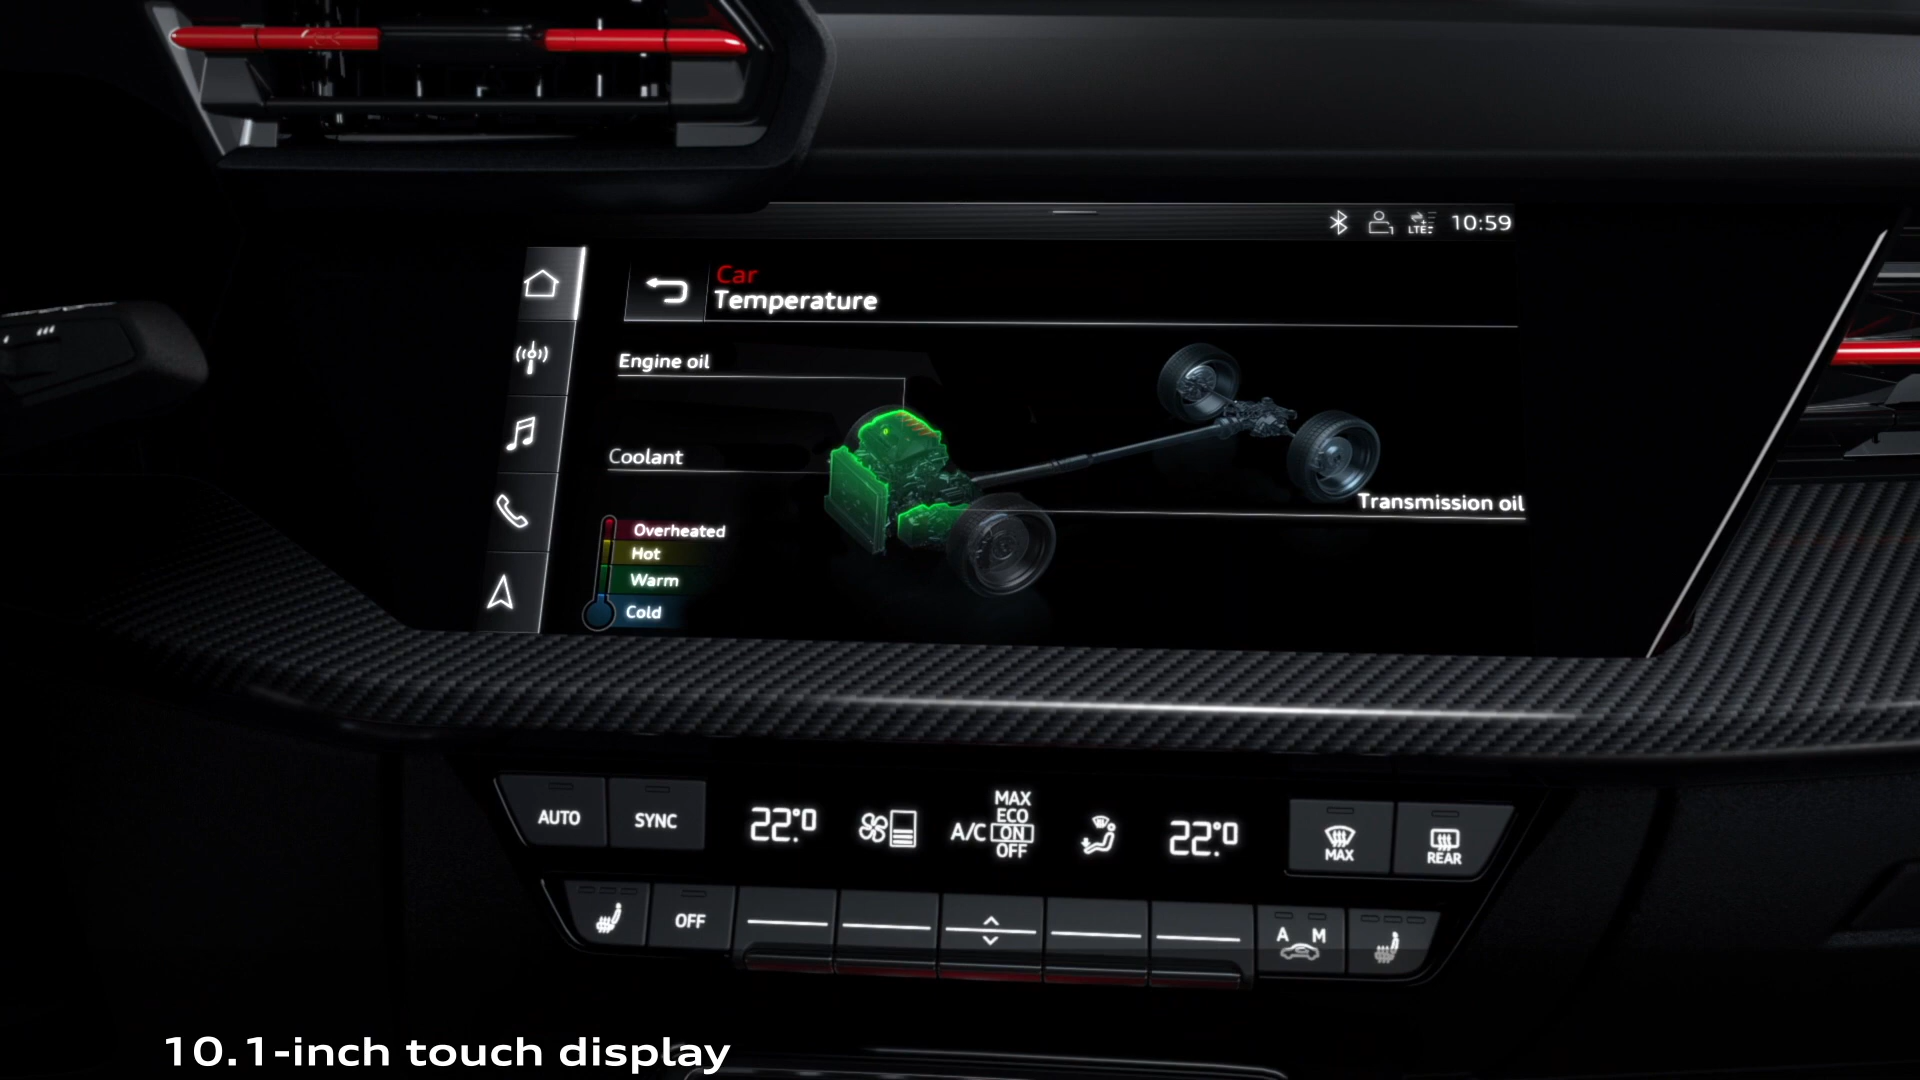 LTE
10:59
Car
Temperature
Engine oil
Coolant
Transmission oil
Overheated
Hot
Warm
Cold
AUTO
SYNC
22.0
A/C
MAX
ECO
ON
OFF
22.0
MAX
REAR
OFF
A M
10.1-inch touch display